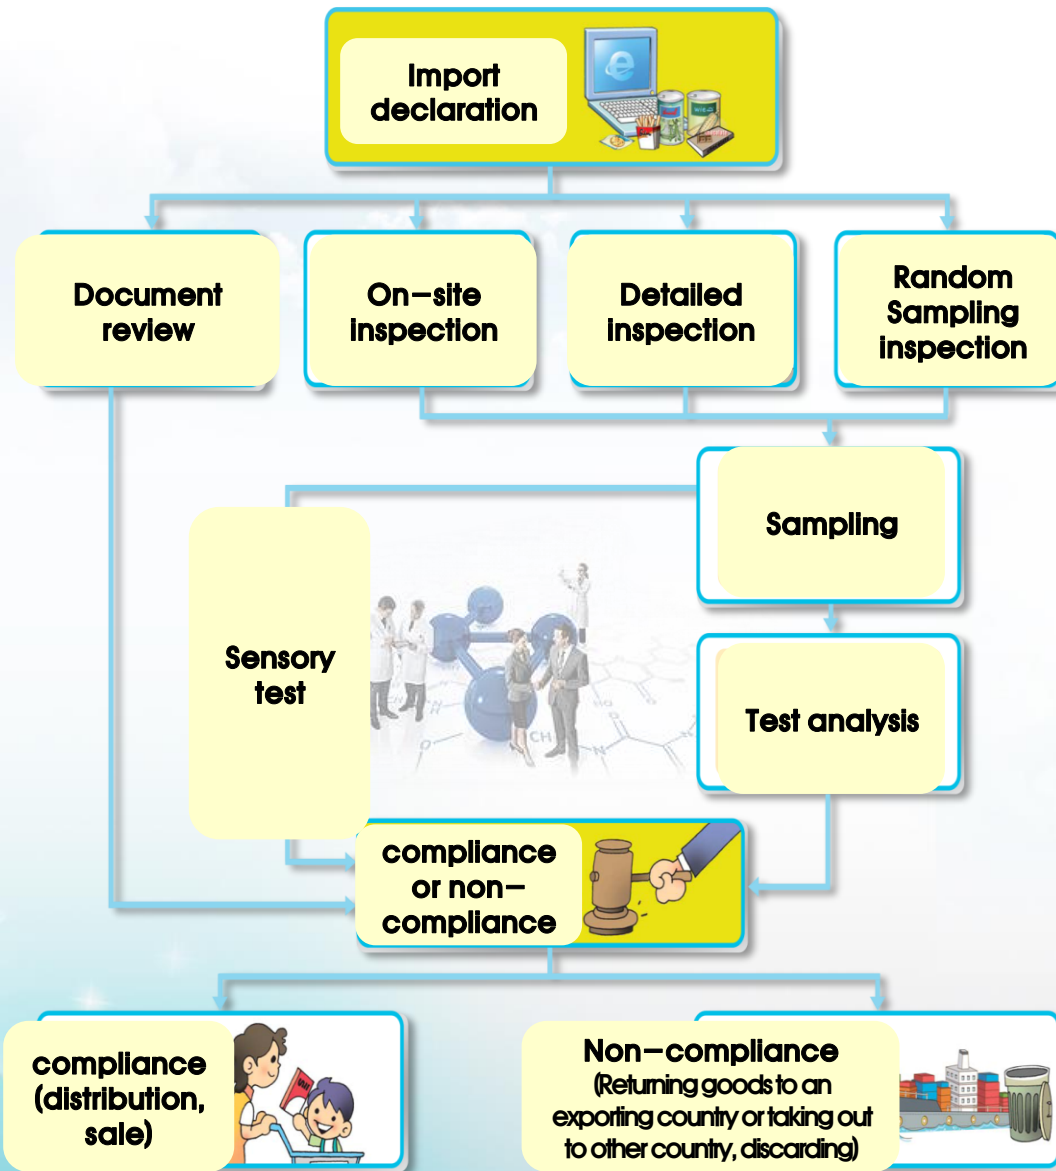 Import
declaration
Document
review
On-site
inspection
Detailed
inspection
Random
Sampling
inspection
Sampling
Sensory
test
Test analysis
compliance
or non-
compliance
compliance
(distribution,
sale)
Non-compliance
(Returning goods to an
exporting country or taking out
to other country, discarding)